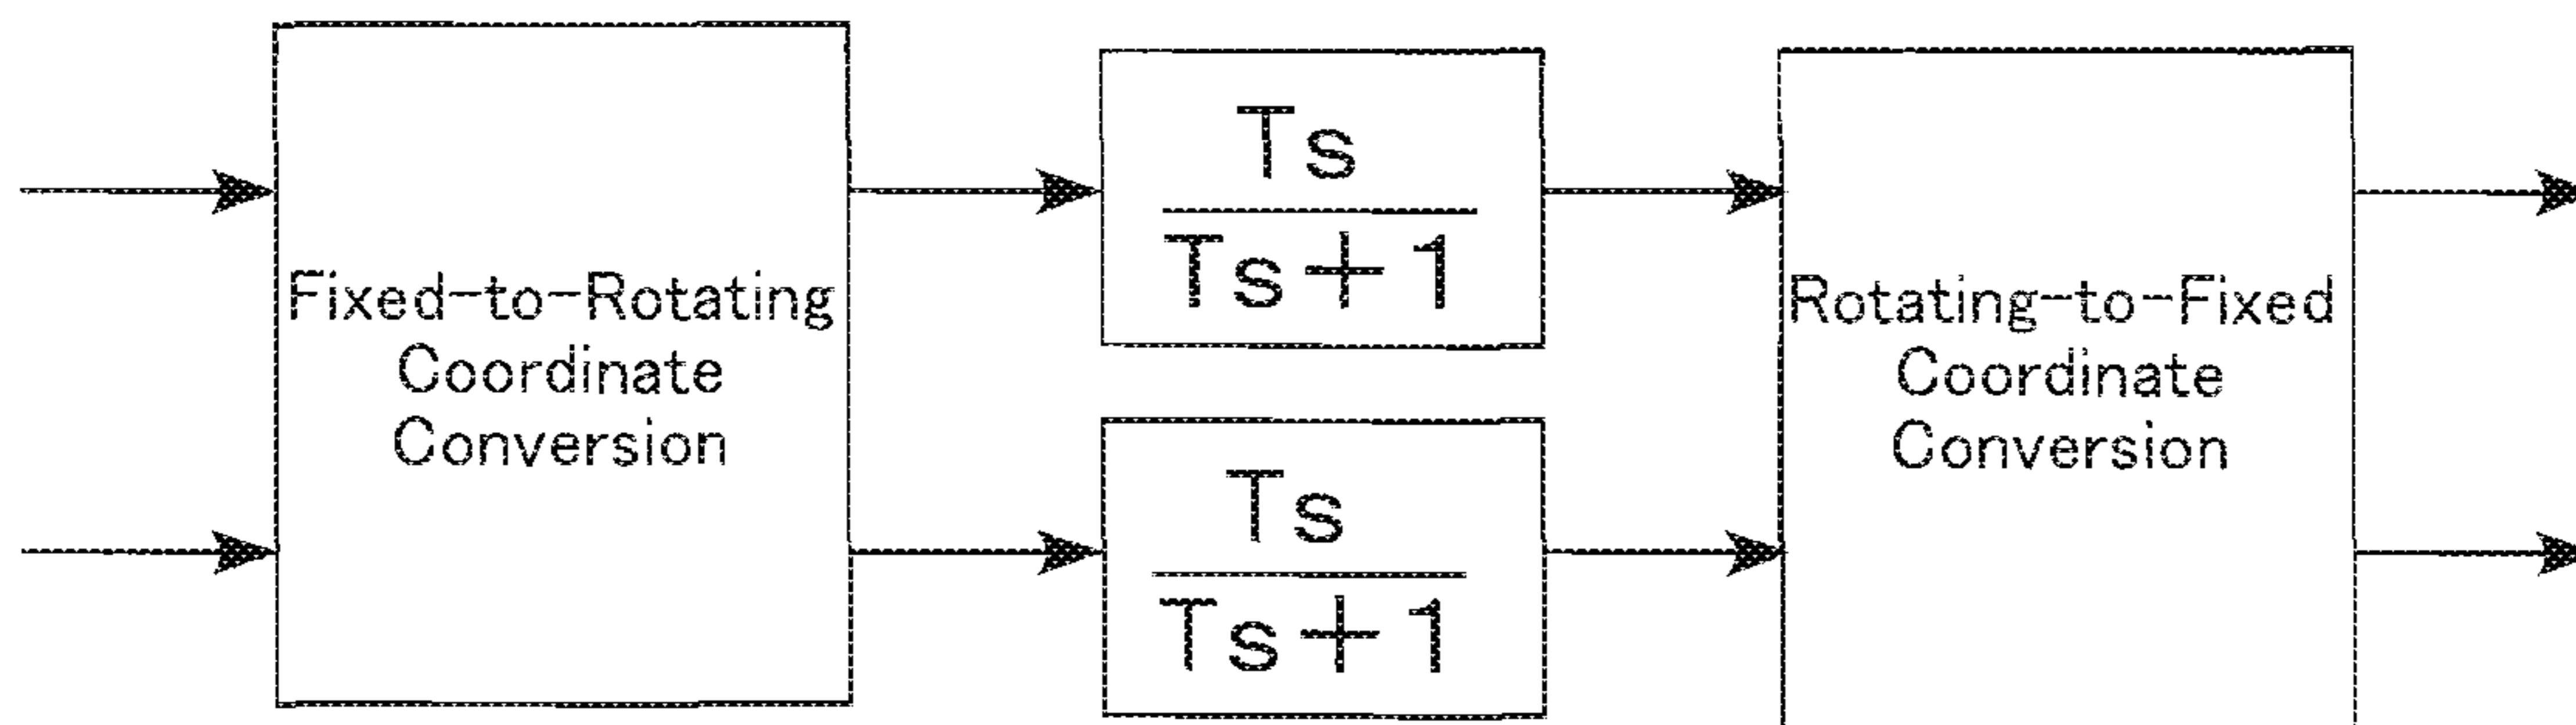 Fixed-to-Rotating
Coordinate
Conversion
Ts
Ts+1
Ts
Ts+1
Rotating-to-Fixed
Coordinate
Conversion